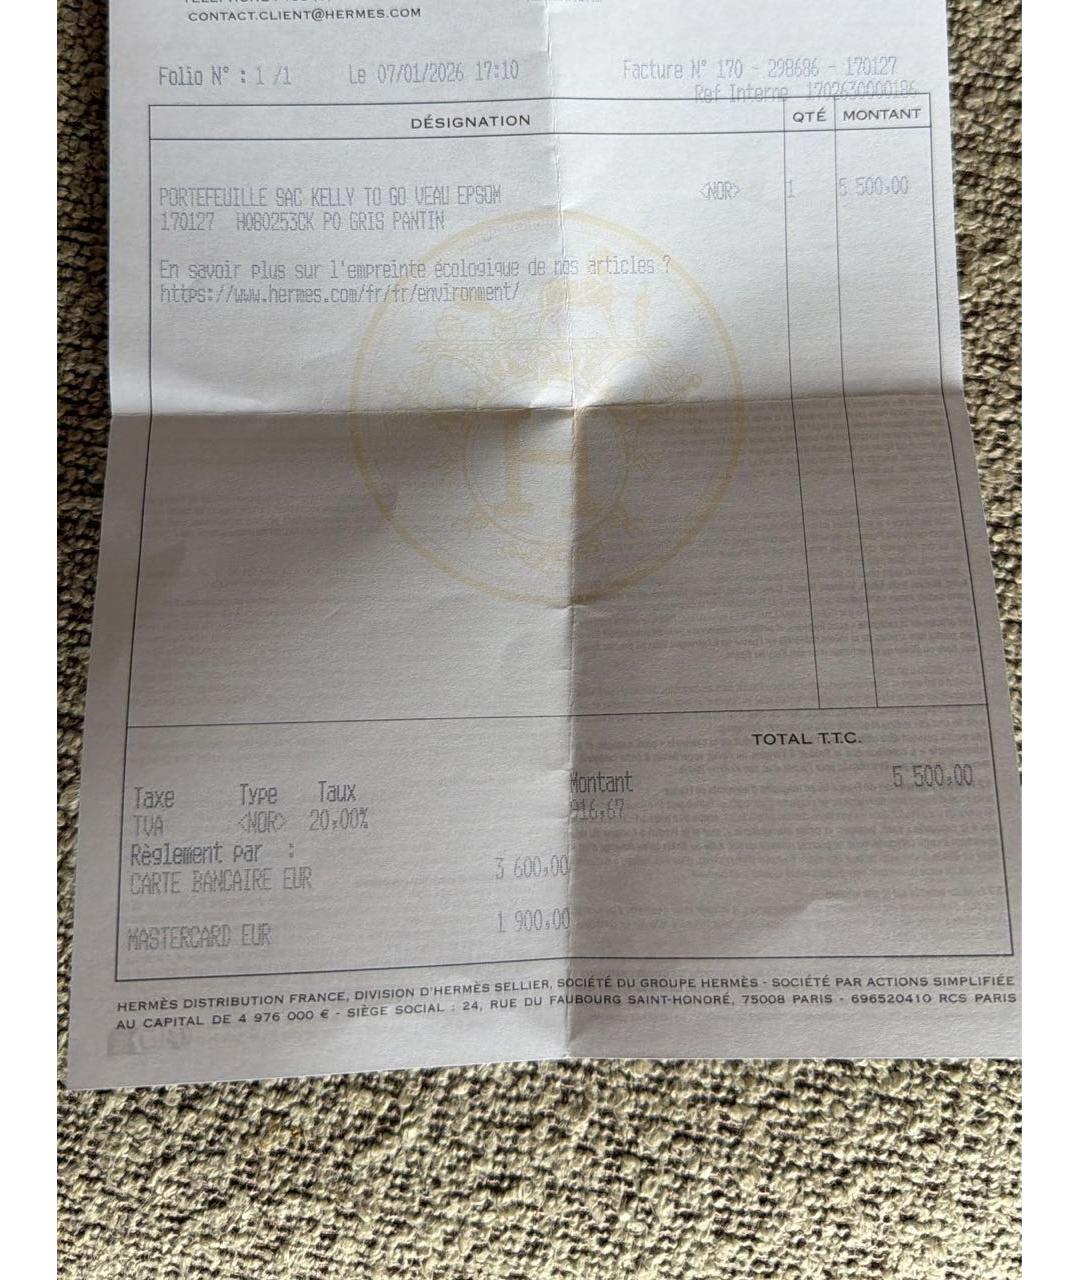 CONTACT.CLIENT@HERMES.COM
Folio N° : 1 /1 Le 07/01/2026 17:10 Facture N° 170 - 298686 - 170127
Ref Interne 1702630000186
DÉSIGNATION QTÉ MONTANT
PORTEFEUILLE SAC KELLY TO GO VEAU EPSOM <NOR> 1 5 500,00
170127 H080253CK PO GRIS PANTIN
En savoir plus sur l'empreinte écologique de nos articles ?
https://www.hermes.com/fr/fr/environment/
H
TOTAL T.T.C.
Taxe Type Taux Montant 5 500,00
TVA <NOR> 20,00% 916,67
Règlement par :
CARTE BANCAIRE EUR 3 600,00
MASTERCARD EUR 1 900,00
HERMÈS DISTRIBUTION FRANCE, DIVISION D'HERMÈS SELLIER, SOCIÉTÉ DU GROUPE HERMÈS - SOCIÉTÉ PAR ACTIONS SIMPLIFIÉE
AU CAPITAL DE 4 976 000 € - SIÈGE SOCIAL : 24, RUE DU FAUBOURG SAINT-HONORÉ, 75008 PARIS - 696520410 RCS PARIS